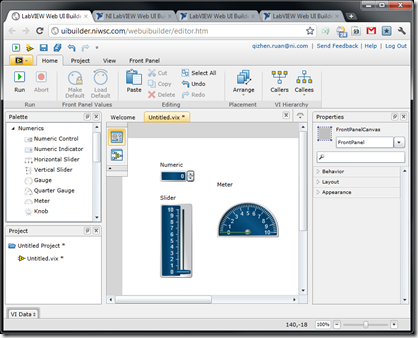 LabVIEW Web UI Builder
NI LabVIEW Web UI Builde
LabVIEW Web UI Builder
LabVIEW Web UI Builder
uibuilder.niwsc.com/webuibuilder/editor.htm
qizhen.ruan@ni.com | Send Feedback | Help | Log Out
Home Project View Front Panel
Run Abort
Make Default
Load Default
Paste
Cut
Copy
Delete
Select All
Undo
Redo
Arrange
Callers
Callees
Run Front Panel Values Editing Placement VI Hierarchy
Palette
Numerics
Numeric Control
Numeric Indicator
Horizontal Slider
Vertical Slider
Gauge
Quarter Gauge
Meter
Knob
Project
Untitled Project *
Untitled.vix *
Welcome Untitled.vix *
Numeric
Slider
10
9
8
7
6
5
4
3
2
1
0
Meter
0 1 2 3 4 5 6 7 8 9 10
Properties
FrontPanelCanvas
FrontPanel
Behavior
Layout
Appearance
VI Data
140,-18 100%